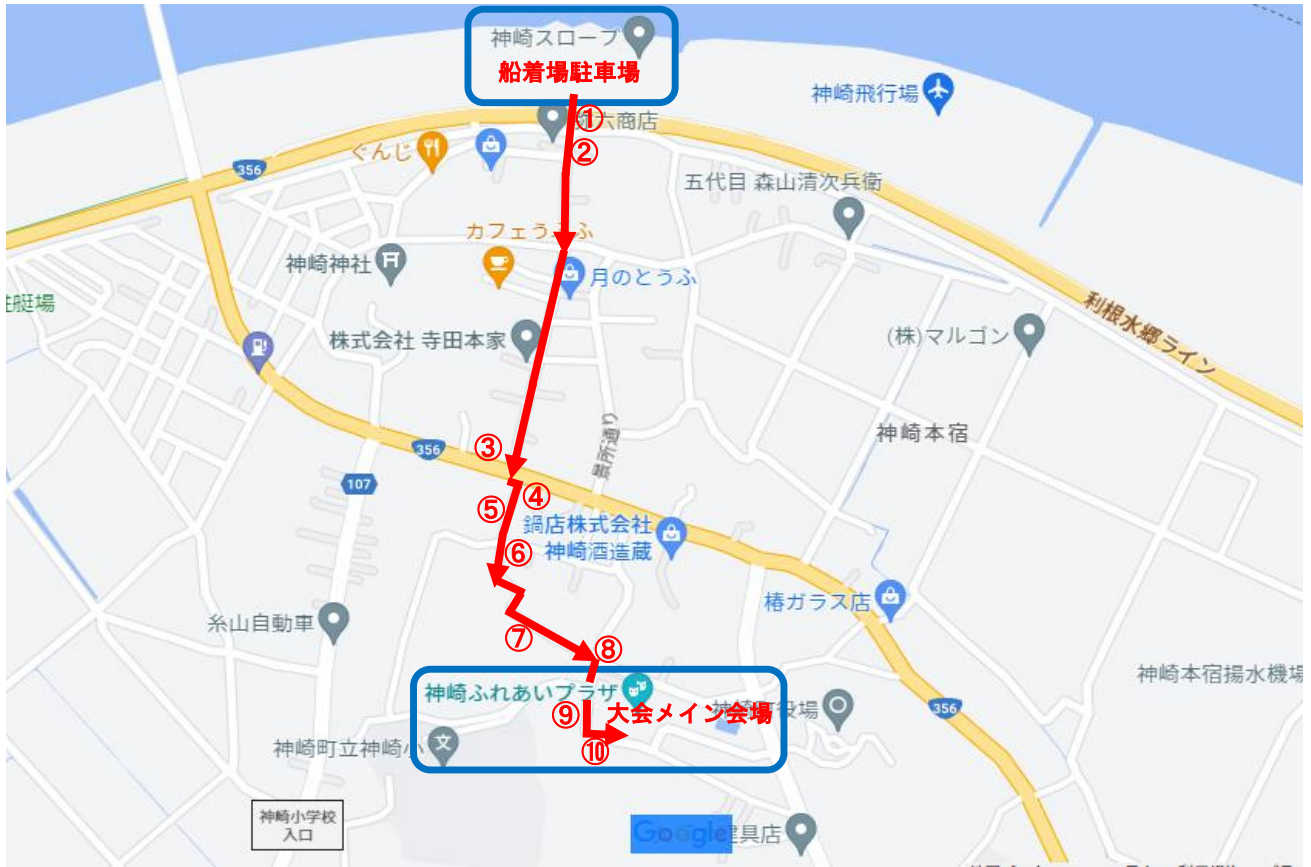 神崎スロープ
船着場駐車場
神崎飛行場
①
商店
②
ぐんじ
356
五代目 森山清次兵衛
カフェうふふ
神崎神社
月のとうふ
艇場
利根水郷ライン
株式会社 寺田本家
(株)マルゴン
神崎本宿
③
356
107
④
⑤
鍋店株式会社
神崎酒造蔵
⑥
椿ガラス店
糸山自動車
⑦
⑧
神崎本宿揚水機場
神崎ふれあいプラザ
大会メイン会場
役場
356
⑨
神崎町立神崎小
文
⑩
神崎小学校
入口
Google
具店